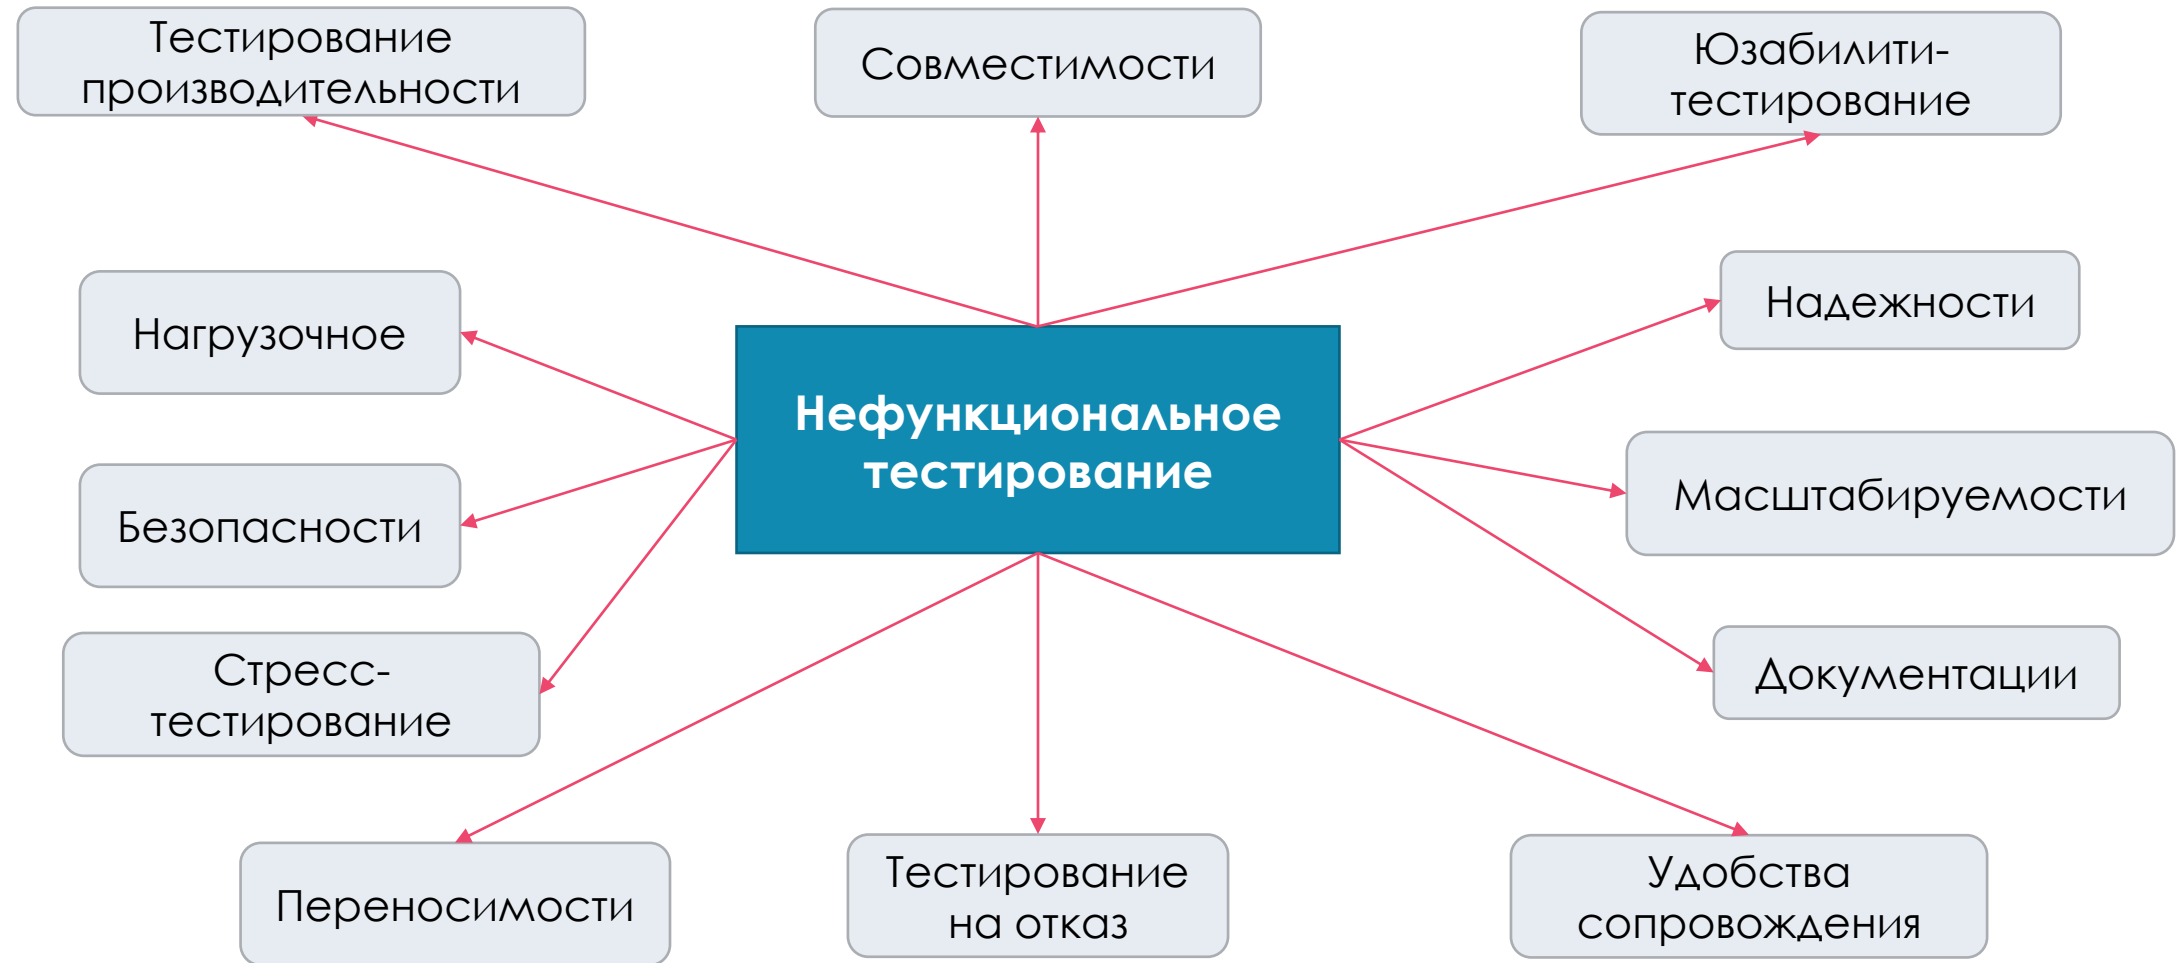 Тестирование
производительности
Совместимости
Юзабилити-
тестирование
Нагрузочное
Надежности
Нефункциональное
тестирование
Безопасности
Масштабируемости
Стресс-
тестирование
Документации
Переносимости
Тестирование
на отказ
Удобства
сопровождения